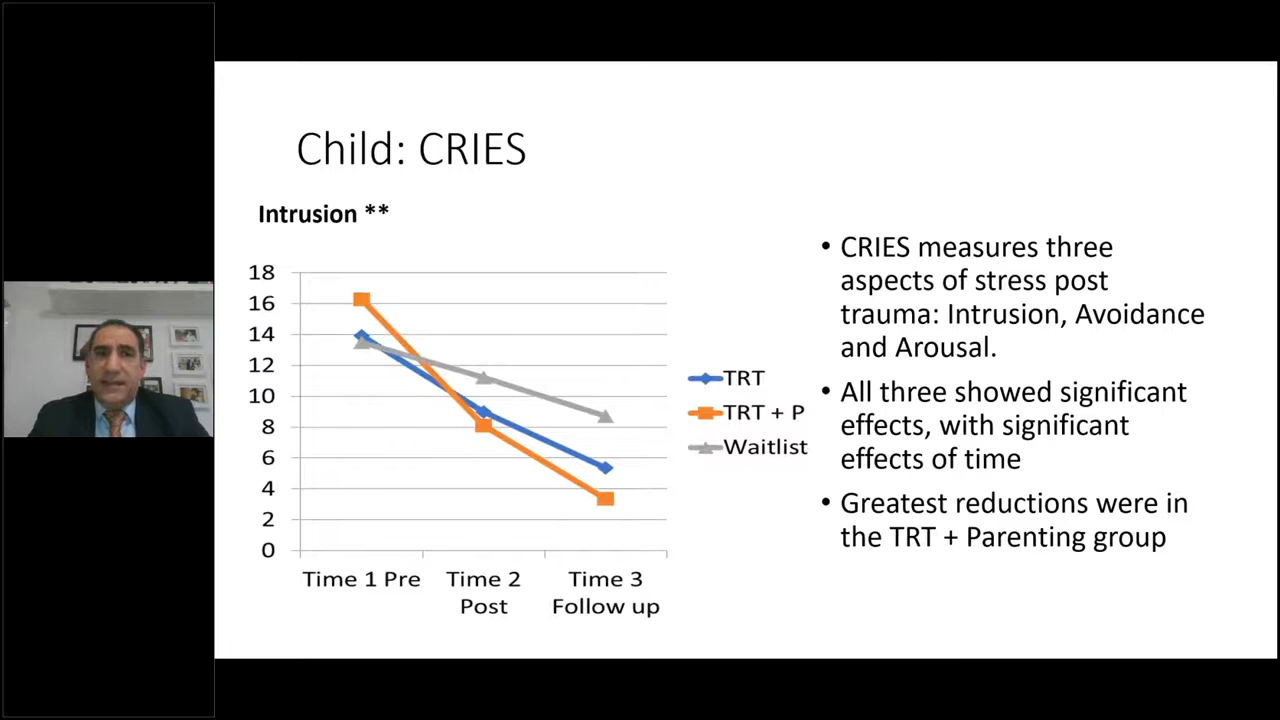 Child: CRIES
Intrusion **
18
16
14
12
10
8
6
4
2
0
Time 1 Pre
Time 2
Post
Time 3
Follow up
TRT
TRT + P
Waitlist
• CRIES measures three
aspects of stress post
trauma: Intrusion, Avoidance
and Arousal.
• All three showed significant
effects, with significant
effects of time
• Greatest reductions were in
the TRT + Parenting group